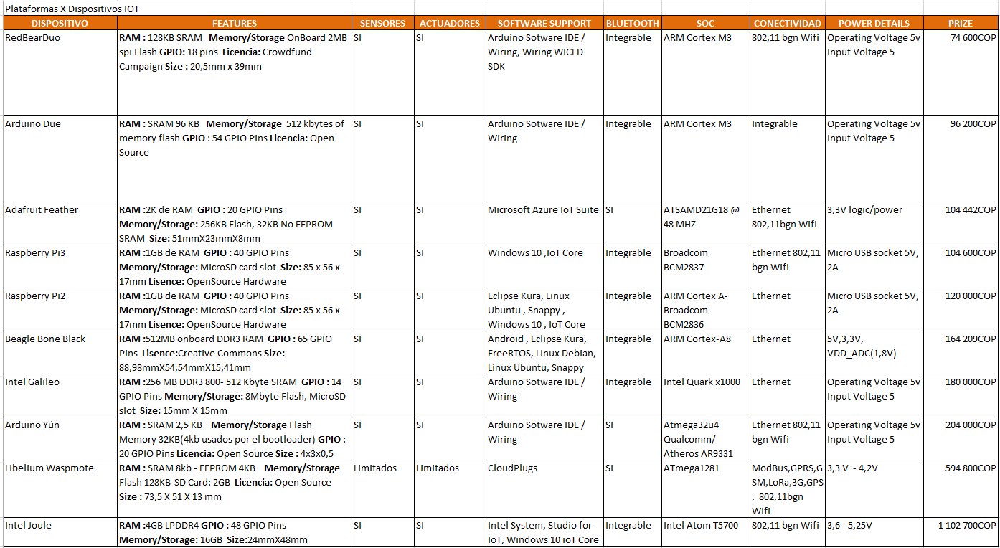 Plataformas X Dispositivos IOT
DISPOSITIVO FEATURES SENSORES ACTUADORES SOFTWARE SUPPORT BLUETOOTH SOC CONECTIVIDAD POWER DETAILS PRIZE
RedBearDuo RAM : 128KB SRAM Memory/Storage OnBoard 2MB SI SI Arduino Sotware IDE / Integrable ARM Cortex M3 802,11 bgn Wifi Operating Voltage 5v 74 600COP
spi Flash GPIO: 18 pins Licencia: Crowdfund Wiring, Wiring WICED Input Voltage 5
Campaign Size : 20,5mm x 39mm SDK
Arduino Due RAM : SRAM 96 KB Memory/Storage 512 kbytes of SI SI Arduino Sotware IDE / Integrable ARM Cortex M3 Integrable Operating Voltage 5v 96 200COP
memory flash GPIO : 54 GPIO Pins Licencia: Open Wiring Input Voltage 5
Source
Adafruit Feather RAM :2K de RAM GPIO : 20 GPIO Pins SI SI Microsoft Azure IoT Suite SI ATSAMD21G18 @ Ethernet 3,3V logic/power 104 442COP
Memory/Storage: 256KB Flash, 32KB No EEPROM 48 MHZ 802,11bgn Wifi
SRAM Size: 51mmX23mmX8mm
Raspberry Pi3 RAM :1GB de RAM GPIO : 40 GPIO Pins SI SI Windows 10 ,IoT Core Integrable Broadcom Ethernet 802,11 Micro USB socket 5V, 104 600COP
Memory/Storage: MicroSD card slot Size: 85 x 56 x BCM2837 bgn Wifi 2A
17mm Lisence: OpenSource Hardware
Raspberry Pi2 RAM :1GB de RAM GPIO : 40 GPIO Pins SI SI Eclipse Kura, Linux Integrable ARM Cortex A- Ethernet Micro USB socket 5V, 120 000COP
Memory/Storage: MicroSD card slot Size: 85 x 56 x Ubuntu , Snappy , Broadcom 2A
17mm Lisence: OpenSource Hardware Windows 10 , IoT Core BCM2836
Beagle Bone Black RAM :512MB onboard DDR3 RAM GPIO : 65 GPIO SI SI Android , Eclipse Kura, Integrable ARM Cortex-A8 Ethernet 5V,3,3V, 164 209COP
Pins Lisence:Creative Commons Size: FreeRTOS, Linux Debian, VDD_ADC(1,8V)
88,98mmX54,54mmX15,41mm Linux Ubuntu, Snappy
Intel Galileo RAM :256 MB DDR3 800- 512 Kbyte SRAM GPIO : 14 SI SI Arduino Sotware IDE / Integrable Intel Quark x1000 Ethernet Operating Voltage 5v 180 000COP
GPIO Pins Memory/Storage: 8Mbyte Flash, MicroSD Wiring Input Voltage 5
slot Size: 15mm X 15mm
Arduino Yún RAM : SRAM 2,5 KB Memory/Storage Flash SI SI Arduino Sotware IDE / SI Atmega32u4 Ethernet 802,11 Operating Voltage 5v 204 000COP
Memory 32KB(4kb usados por el bootloader) GPIO : Wiring Qualcomm/ bgn Wifi Input Voltage 5
20 GPIO Pins Licencia: Open Source Size : 4x3x0,5 Atheros AR9331
Libelium Waspmote RAM : SRAM 8kb - EEPROM 4KB Memory/Storage Limitados Limitados CloudPlugs SI ATmega1281 ModBus,GPRS,G 3,3 V - 4,2V 594 800COP
Flash 128KB-SD Card: 2GB Licencia: Open Source SM,LoRa,3G,GPS
Size : 73,5 X 51 X 13 mm , 802,11bgn
Wifi
Intel Joule RAM :4GB LPDDR4 GPIO : 48 GPIO Pins SI SI Intel System, Studio for Integrable Intel Atom T5700 802,11 bgn Wifi 3,6 - 5,25V 1 102 700COP
Memory/Storage: 16GB Size:24mmX48mm IoT, Windows 10 ioT Core